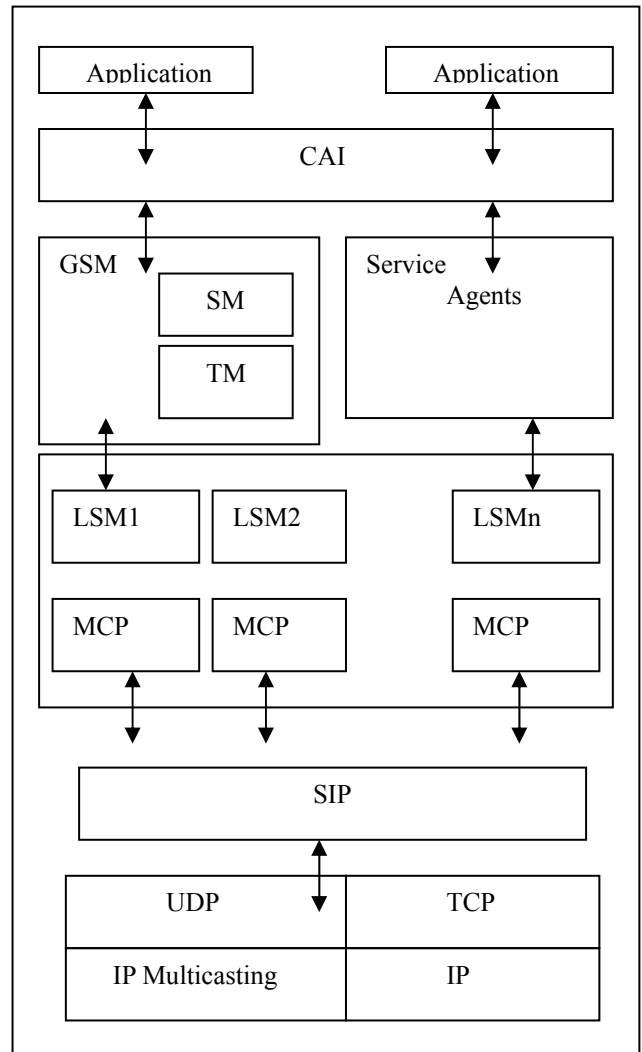 Application Application
CAI
GSM
SM
TM
Service
Agents
LSM1 LSM2 LSMn
MCP MCP MCP
SIP
UDP TCP
IP Multicasting IP